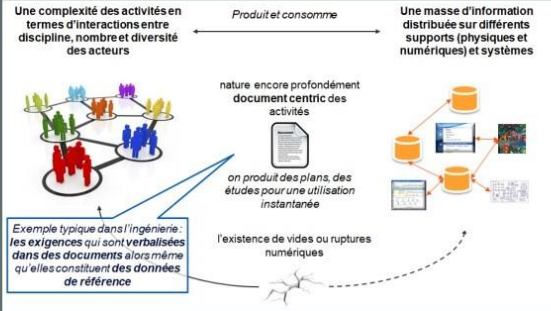 Une complexité des activités en
termes d'interactions entre
discipline, nombre et diversité
des acteurs
Produit et consomme
Une masse d'information
distribuée sur différents
supports (physiques et
numériques) et systèmes
nature encore profondément
document centric des
activités
on produit des plans, des
études pour une utilisation
instantanée
Exemple typique dans l'ingénierie :
les exigences qui sont verbalisées
dans des documents alors même
qu'elles constituent des données
de référence
l'existence de vides ou ruptures
numériques